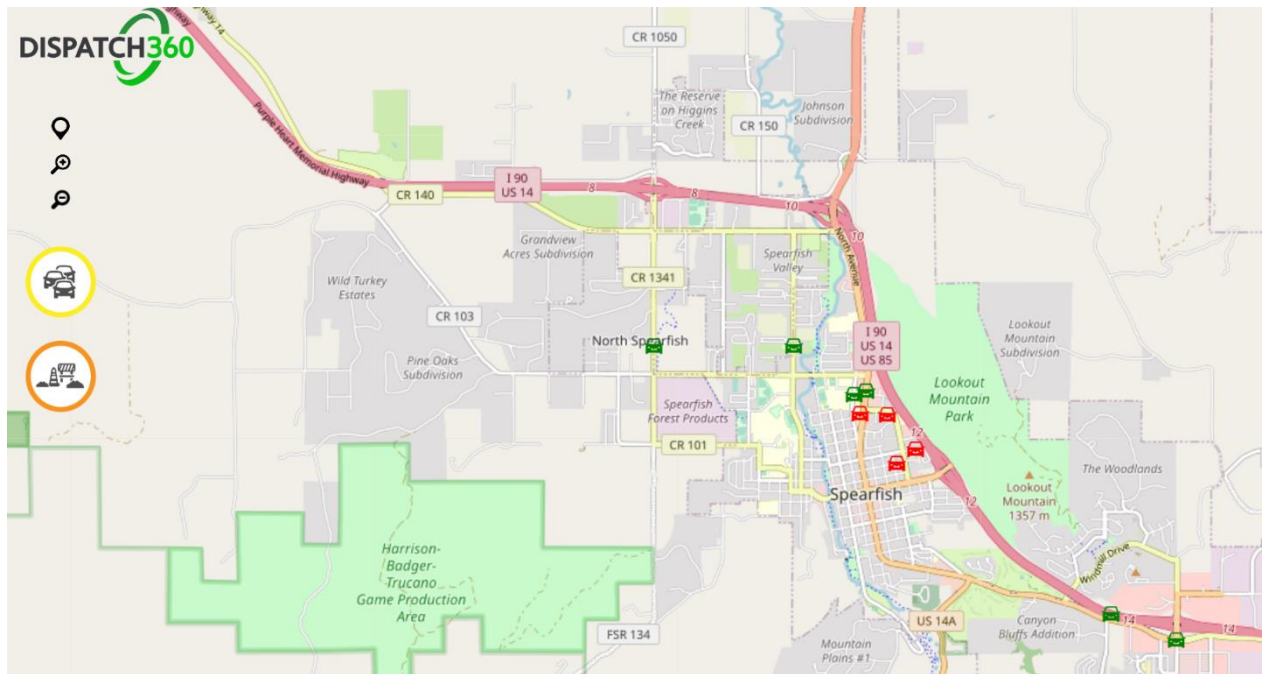 Highway 14
CR 1050
DISPATCH360
The Reserve
on Higgins
Creek
Johnson
Subdivision
CR 150
Purple Heart Memorial Highway
I 90
US 14
8
8
10
10
CR 140
North Avenue
Grandview
Acres Subdivision
Spearfish
Valley
Wild Turkey
Estates
CR 1341
CR 103
North Spearfish
I 90
US 14
US 85
Lookout
Mountain
Subdivision
Pine Oaks
Subdivision
Lookout
Mountain
Park
Spearfish
Forest Products
12
CR 101
The Woodlands
Spearfish
Lookout
Mountain
1357 m
12
Harrison-
Badger-
Trucano
Game Production
Area
Windmill Drive
FSR 134
US 14A
Canyon
Bluffs Addition
14
14
Mountain
Plains #1